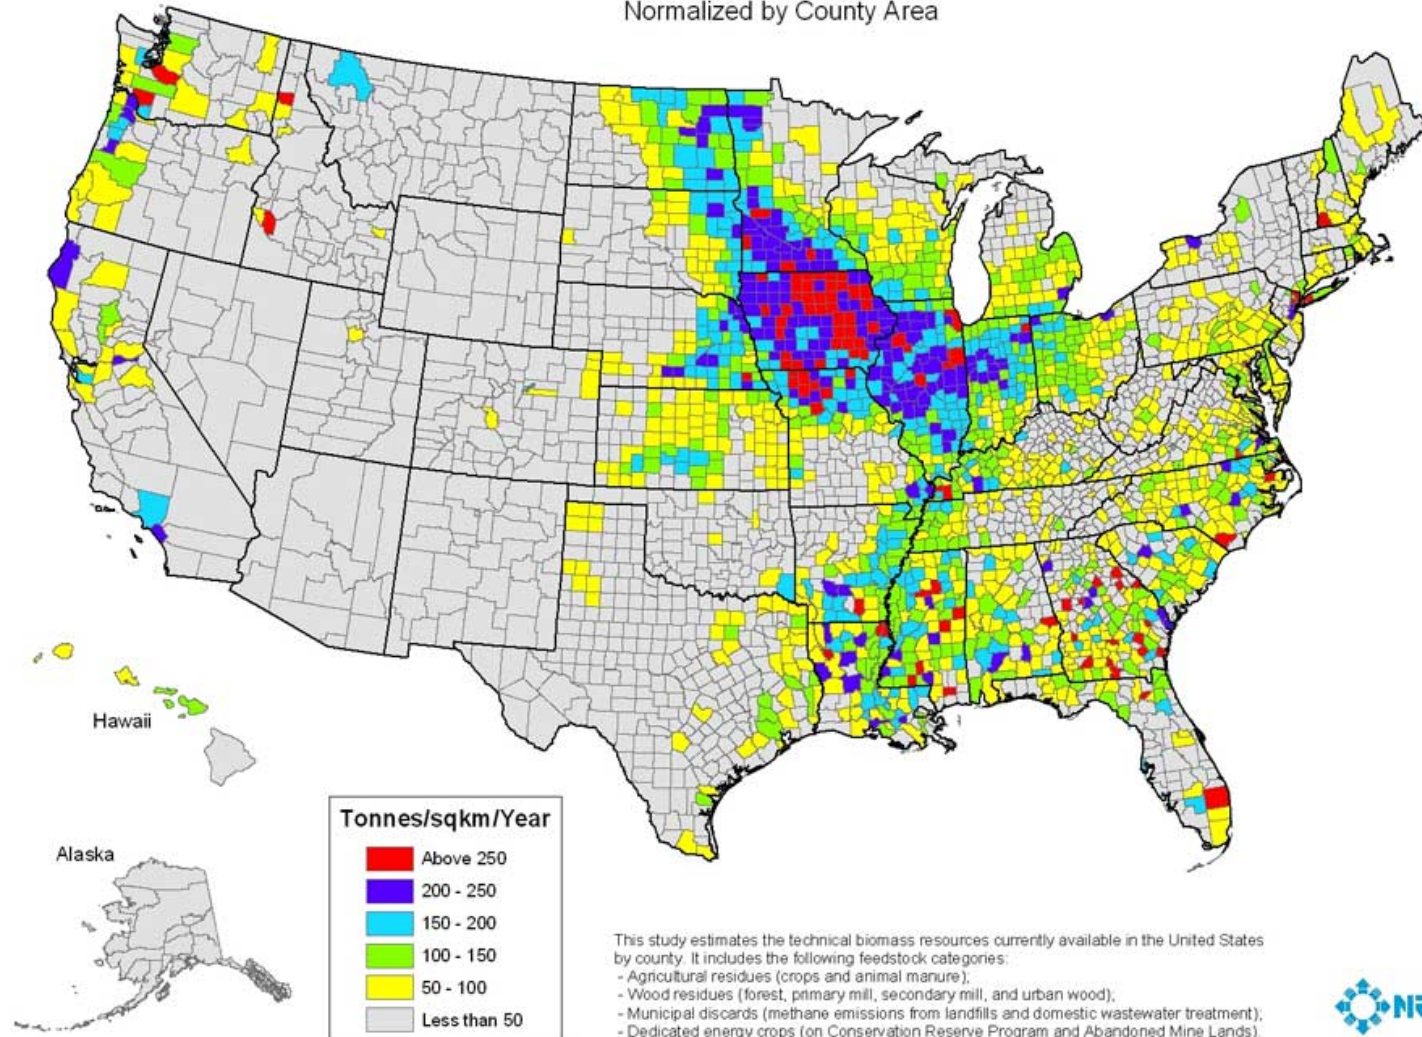 Normalized by County Area
Hawaii
Alaska
Tonnes/sqkm/Year
Above 250
200 - 250
150 - 200
100 - 150
50 - 100
Less than 50
This study estimates the technical biomass resources currently available in the United States
by county. It includes the following feedstock categories:
- Agricultural residues (crops and animal manure);
- Wood residues (forest, primary mill, secondary mill, and urban wood);
- Municipal discards (methane emissions from landfills and domestic wastewater treatment);
- Dedicated energy crops (on Conservation Reserve Program and Abandoned Mine Lands).